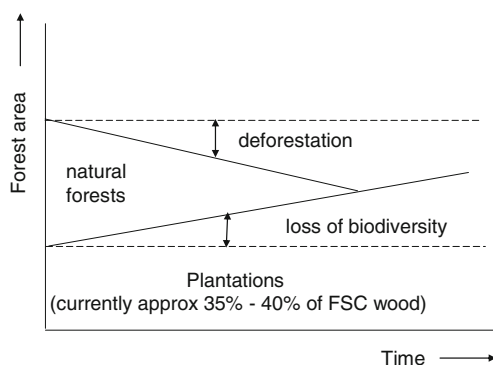 Forest area
deforestation
natural
forests
loss of biodiversity
Plantations
(currently approx 35% - 40% of FSC wood)
Time